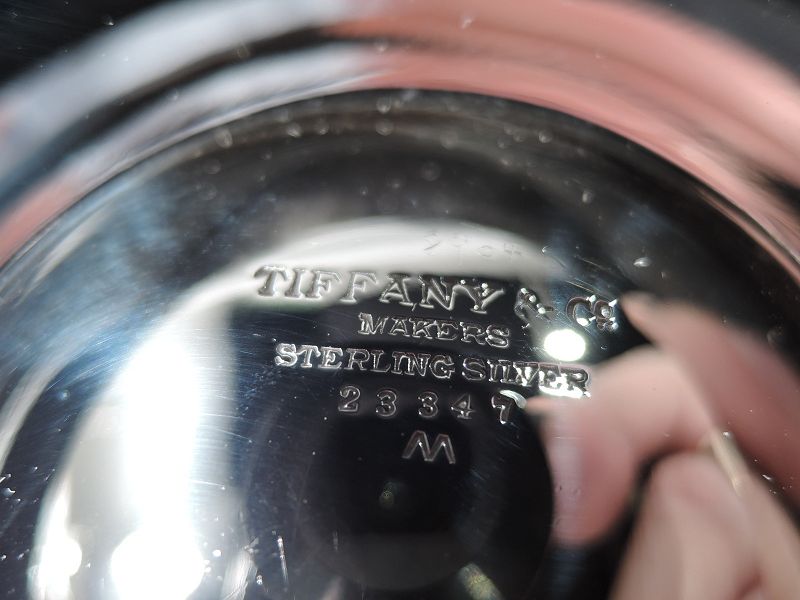 TIFFANY & Co.
MAKERS
STERLING SILVER
23347
M